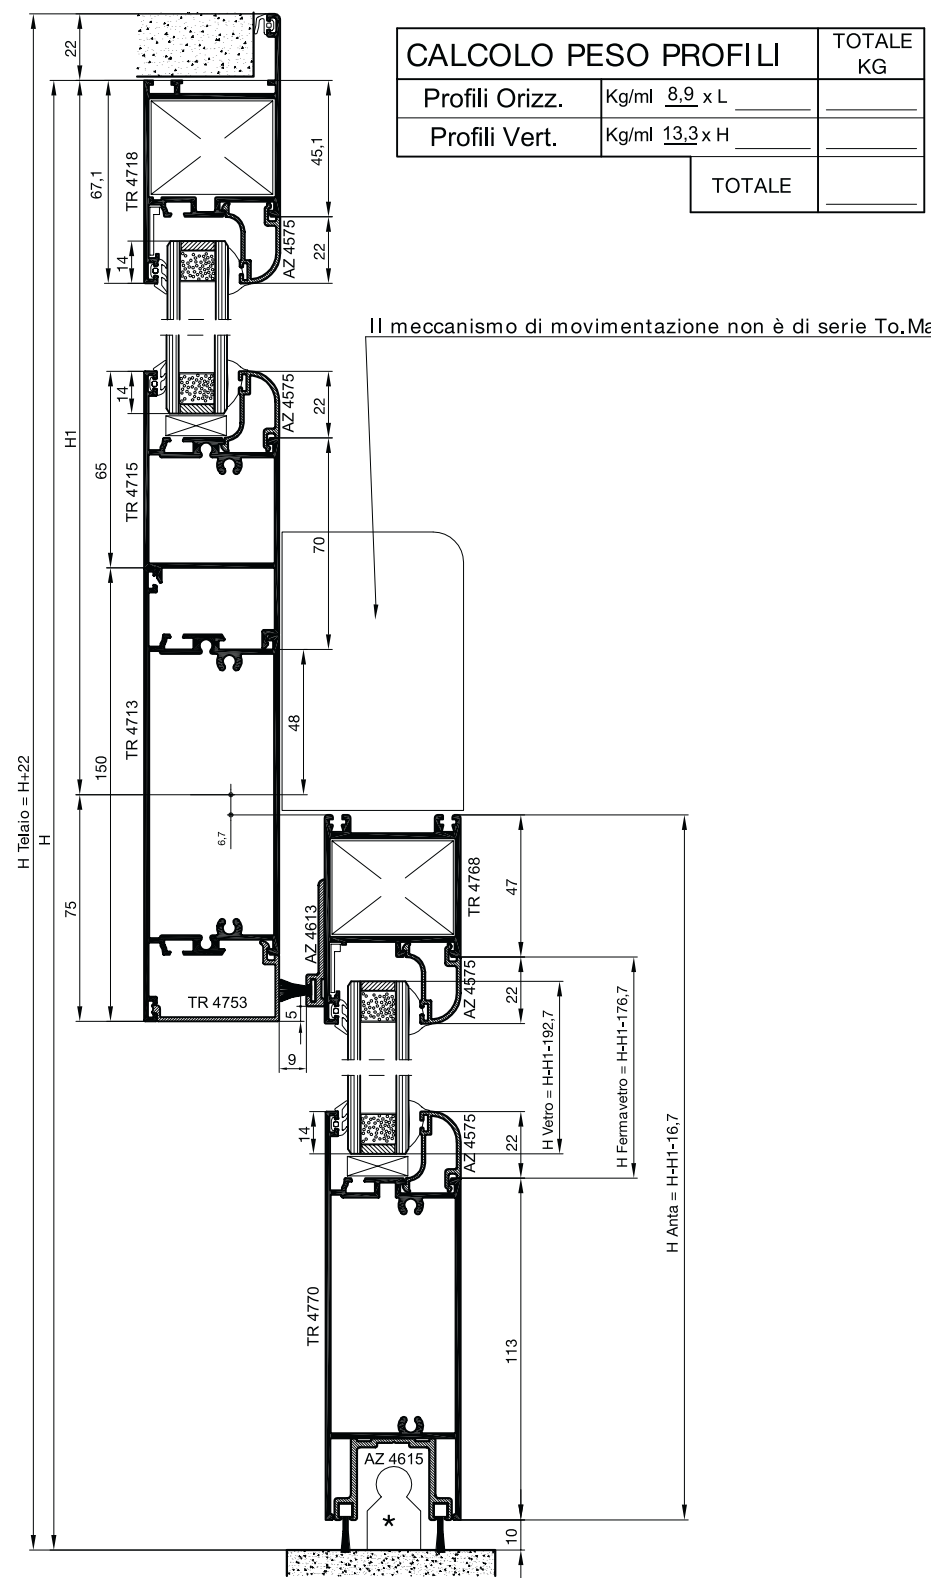 CALCOLO PESO PROFILI
TOTALE
KG
Profili Orizz.
Kg/ml 8,9 x L
Profili Vert.
Kg/ml 13,3 x H
TOTALE
22
67,1
TR 4718
45,1
14
AZ 4575
22
Il meccanismo di movimentazione non è di serie To.Ma
H1
14
AZ 4575
22
65
TR 4715
70
TR 4713
48
150
H Telaio = H+22
H
6,7
75
TR 4768
47
AZ 4613
TR 4753
5
9
AZ 4575
22
H Vetro = H-H1-192,7
H Fermavetro = H-H1-176,7
H Anta = H-H1-16,7
14
AZ 4575
22
TR 4770
113
AZ 4615
*
10